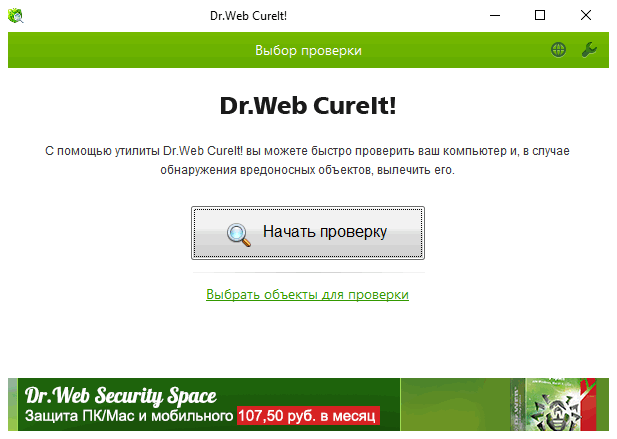 Dr.Web CureIt!
Выбор проверки
Dr.Web CureIt!
С помощью утилиты Dr.Web CureIt! вы можете быстро проверить ваш компьютер и, в случае
обнаружения вредоносных объектов, вылечить его.
Начать проверку
Выбрать объекты для проверки
Dr.Web Security Space
Защита ПК/Mac и мобильного 107,50 руб. в месяц